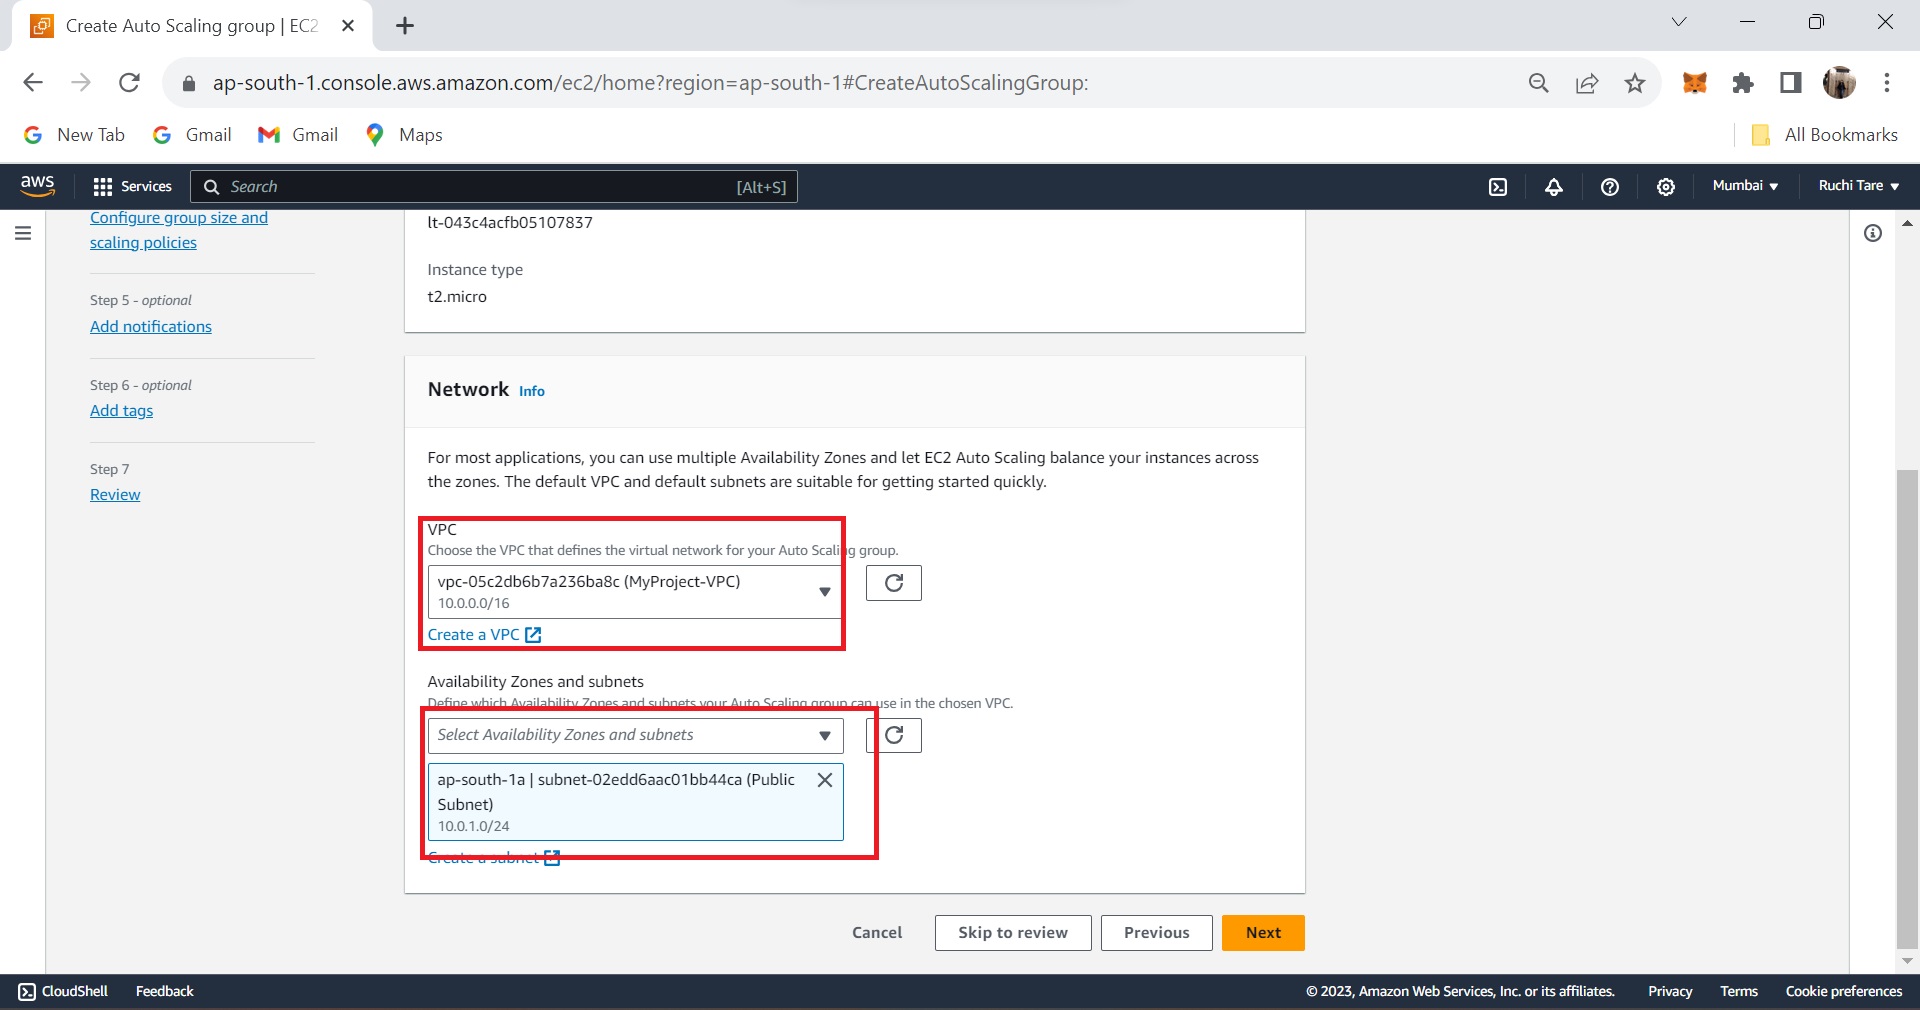 Create Auto Scaling group | EC2
ap-south-1.console.aws.amazon.com/ec2/home?region=ap-south-1#CreateAutoScalingGroup:
New Tab
Gmail
Gmail
Maps
All Bookmarks
aws
Services
Search
[Alt+S]
Mumbai
Ruchi Tare
Configure group size and
scaling policies
Step 5 - optional
Add notifications
Step 6 - optional
Add tags
Step 7
Review
lt-043c4acfb05107837
Instance type
t2.micro
Network Info
For most applications, you can use multiple Availability Zones and let EC2 Auto Scaling balance your instances across
the zones. The default VPC and default subnets are suitable for getting started quickly.
VPC
Choose the VPC that defines the virtual network for your Auto Scaling group.
vpc-05c2db6b7a236ba8c (MyProject-VPC)
10.0.0.0/16
Create a VPC
Availability Zones and subnets
Define which Availability Zones and subnets your Auto Scaling group can use in the chosen VPC.
Select Availability Zones and subnets
ap-south-1a | subnet-02edd6aac01bb44ca (Public
Subnet)
10.0.1.0/24
Create a subnet
Cancel
Skip to review
Previous
Next
CloudShell
Feedback
© 2023, Amazon Web Services, Inc. or its affiliates.
Privacy
Terms
Cookie preferences